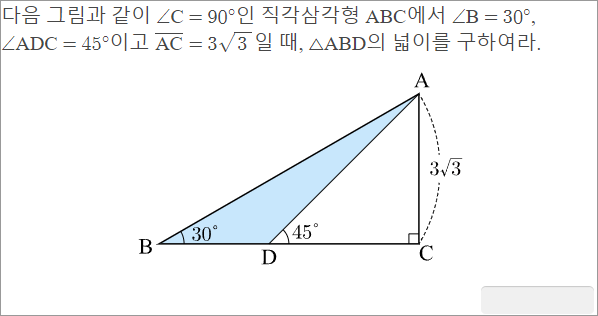 다음 그림과 같이 ∠C = 90°인 직각삼각형 ABC에서 ∠B = 30°,
∠ADC = 45°이고 \overline{AC} = 3√3 일 때, △ABD의 넓이를 구하여라.
A
3√3
30°
45°
B
D
C